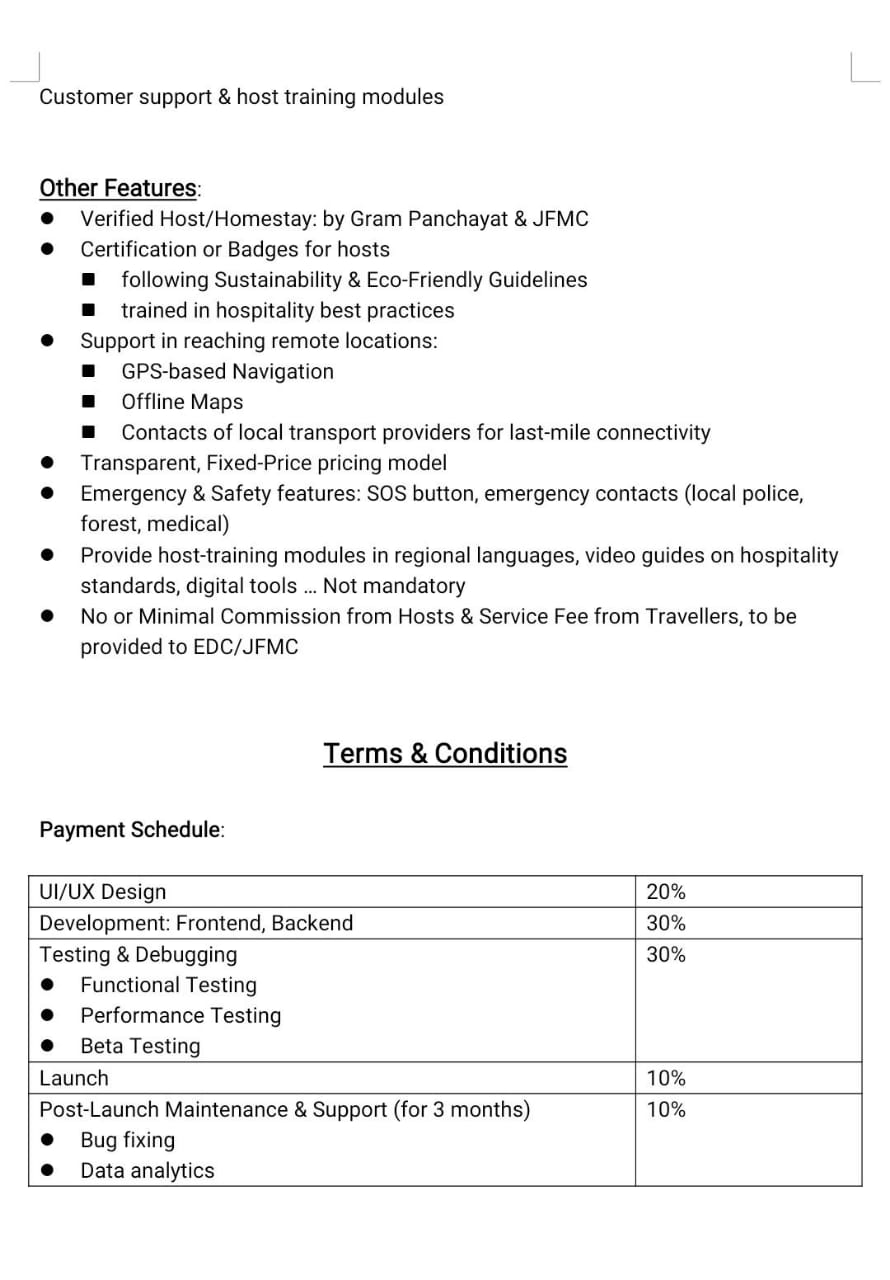 Customer support & host training modules
Other Features:
● Verified Host/Homestay: by Gram Panchayat & JFMC
● Certification or Badges for hosts
■ following Sustainability & Eco-Friendly Guidelines
■ trained in hospitality best practices
● Support in reaching remote locations:
■ GPS-based Navigation
■ Offline Maps
■ Contacts of local transport providers for last-mile connectivity
● Transparent, Fixed-Price pricing model
● Emergency & Safety features: SOS button, emergency contacts (local police,
forest, medical)
● Provide host-training modules in regional languages, video guides on hospitality
standards, digital tools ... Not mandatory
● No or Minimal Commission from Hosts & Service Fee from Travellers, to be
provided to EDC/JFMC
Terms & Conditions
Payment Schedule:
UI/UX Design 20%
Development: Frontend, Backend 30%
Testing & Debugging 30%
● Functional Testing
● Performance Testing
● Beta Testing
Launch 10%
Post-Launch Maintenance & Support (for 3 months) 10%
● Bug fixing
● Data analytics